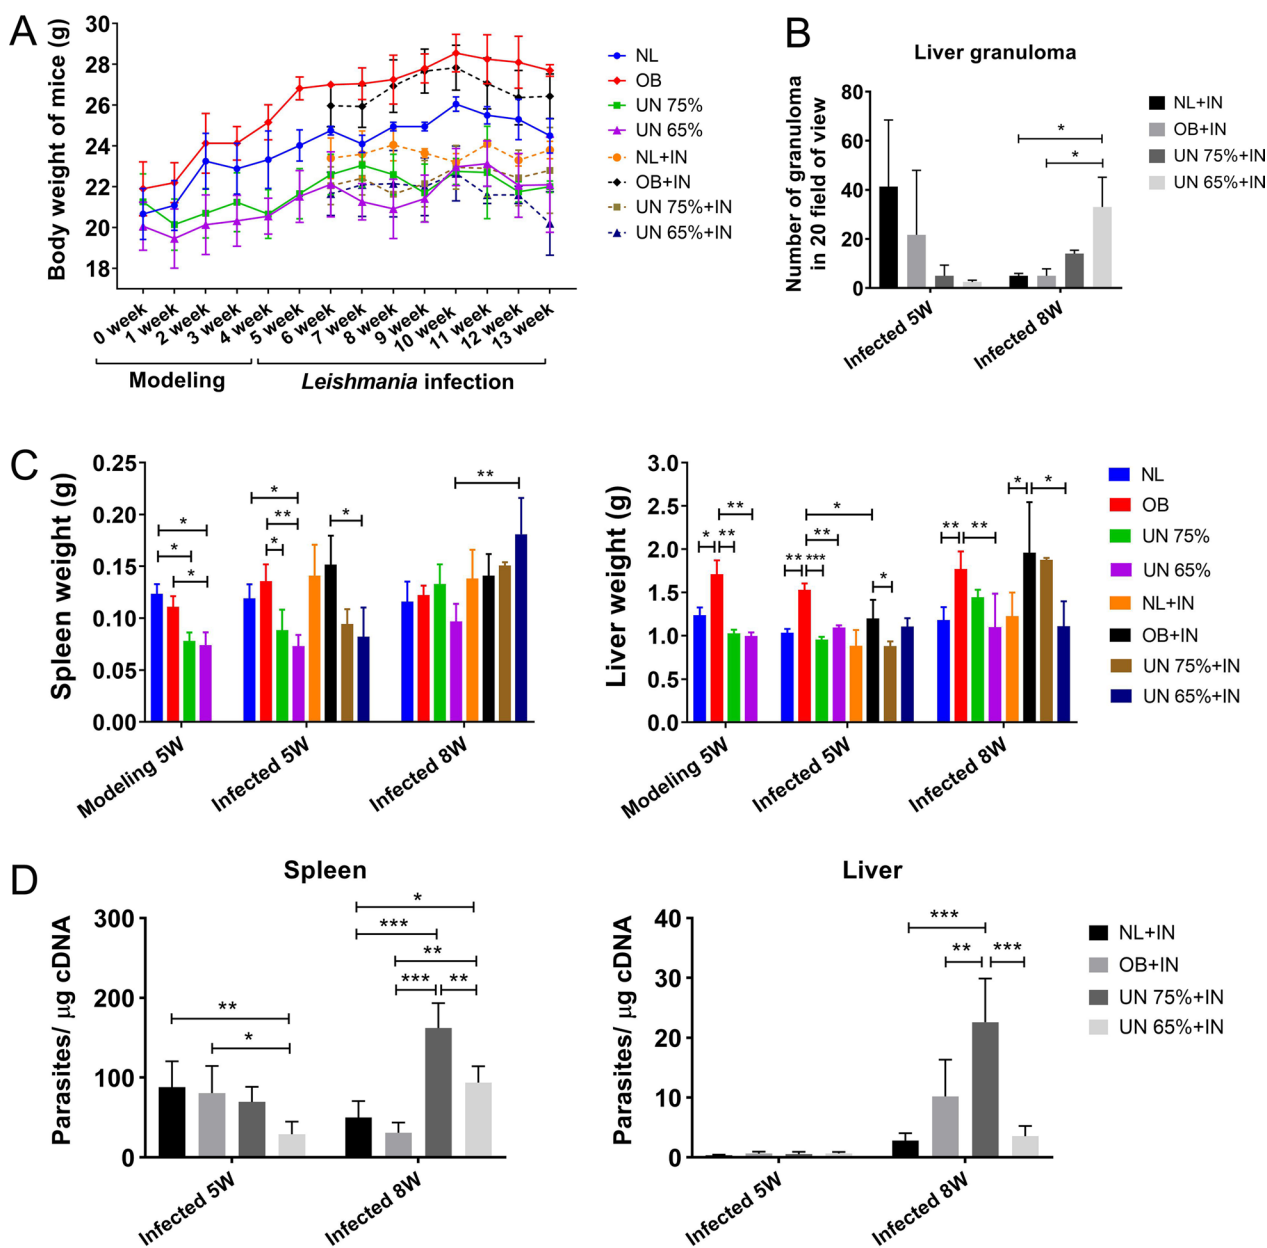 A
Body weight of mice (g)
30
28
26
24
22
20
18
0 week
1 week
2 week
3 week
4 week
5 week
6 week
7 week
8 week
9 week
10 week
11 week
12 week
13 week
Modeling
Leishmania infection
NL
OB
UN 75%
UN 65%
NL+IN
OB+IN
UN 75%+IN
UN 65%+IN
B
Liver granuloma
Number of granuloma
in 20 field of view
80
60
40
20
0
*
*
Infected 5W
Infected 8W
NL+IN
OB+IN
UN 75%+IN
UN 65%+IN
C
Spleen weight (g)
0.25
0.20
0.15
0.10
0.05
0.00
*
*
*
*
**
*
*
**
Modeling 5W
Infected 5W
Infected 8W
Liver weight (g)
3.0
2.5
2.0
1.5
1.0
0.5
0.0
**
* **
*
**
** ***
*
** **
* *
Modeling 5W
Infected 5W
Infected 8W
NL
OB
UN 75%
UN 65%
NL+IN
OB+IN
UN 75%+IN
UN 65%+IN
D
Spleen
Parasites/ μg cDNA
300
200
100
0
**
*
*
***
**
*** **
Infected 5W
Infected 8W
Liver
Parasites/ μg cDNA
40
30
20
10
0
***
** ***
Infected 5W
Infected 8W
NL+IN
OB+IN
UN 75%+IN
UN 65%+IN